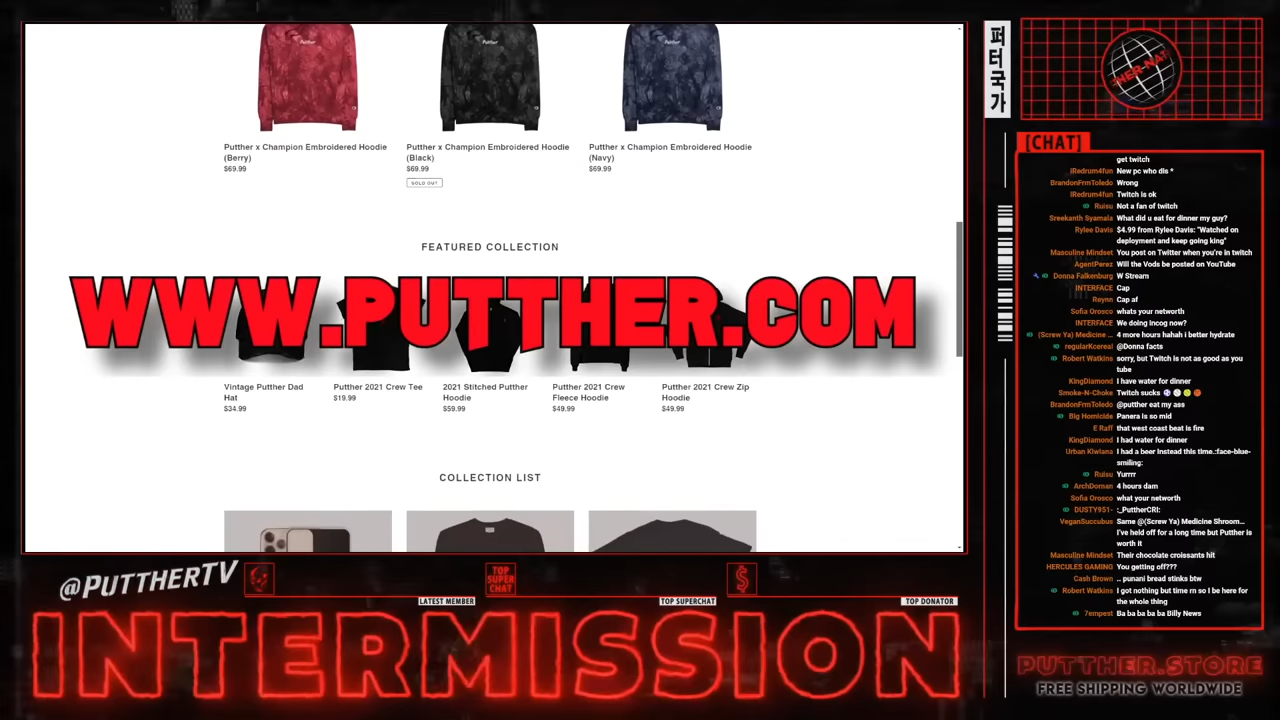 Putther
Putther
Putther x Champion Embroidered Hoodie
(Berry)
$69.99
Putther x Champion Embroidered Hoodie
(Black)
$69.99
SOLD OUT
Putther x Champion Embroidered Hoodie
(Navy)
$69.99
FEATURED COLLECTION
WWW.PUTTHER.COM
Vintage Putther Dad
Hat
$34.99
Putther 2021 Crew Tee
$19.99
2021 Stitched Putther
Hoodie
$59.99
Putther 2021 Crew
Fleece Hoodie
$49.99
Putther 2021 Crew Zip
Hoodie
$49.99
COLLECTION LIST
@PUTTHERTV
TOP
SUPER
CHAT
$
LATEST MEMBER
TOP SUPERCHAT
TOP DONATOR
INTERMISSION
퍼터국가
HER-NAT
[CHAT]
get twitch
IRedrum4fun New pc who dis *
BrandonFrmToledo Wrong
IRedrum4fun Twitch is ok
Ruisu Not a fan of twitch
Sreekanth Syamala What did u eat for dinner my guy?
Rylee Davis $4.99 from Rylee Davis: "Watched on
deployment and keep going king"
Masculine Mindset You post on Twitter when you're in twitch
AgentPerez Will the Vods be posted on YouTube
Donna Falkenburg W Stream
INTERFACE Cap
Reynn Cap af
Sofia Orosco whats your networth
INTERFACE We doing incog now?
(Screw Ya) Medicine ... 4 more hours hahah i better hydrate
regularKcereal @Donna facts
Robert Watkins sorry, but Twitch is not as good as you
tube
KingDiamond I have water for dinner
Smoke-N-Choke Twitch sucks
BrandonFrmToledo @putther eat my ass
Big Homicide Panera is so mid
E Raff that west coast beat is fire
KingDiamond I had water for dinner
Urban Kiwiana I had a beer instead this time.:face-blue-
smiling:
Ruisu Yurrrr
ArchDornan 4 hours dam
Sofia Orosco what your networth
DUSTY951- :_PuttherCRI:
VeganSuccubus Same @(Screw Ya) Medicine Shroom...
I've held off for a long time but Putther is
worth it
Masculine Mindset Their chocolate croissants hit
HERCULES GAMING You getting off???
Cash Brown .. punani bread stinks btw
Robert Watkins I got nothing but time rn so I be here for
the whole thing
7empest Ba ba ba ba ba Billy News
PUTTHER.STORE
FREE SHIPPING WORLDWIDE